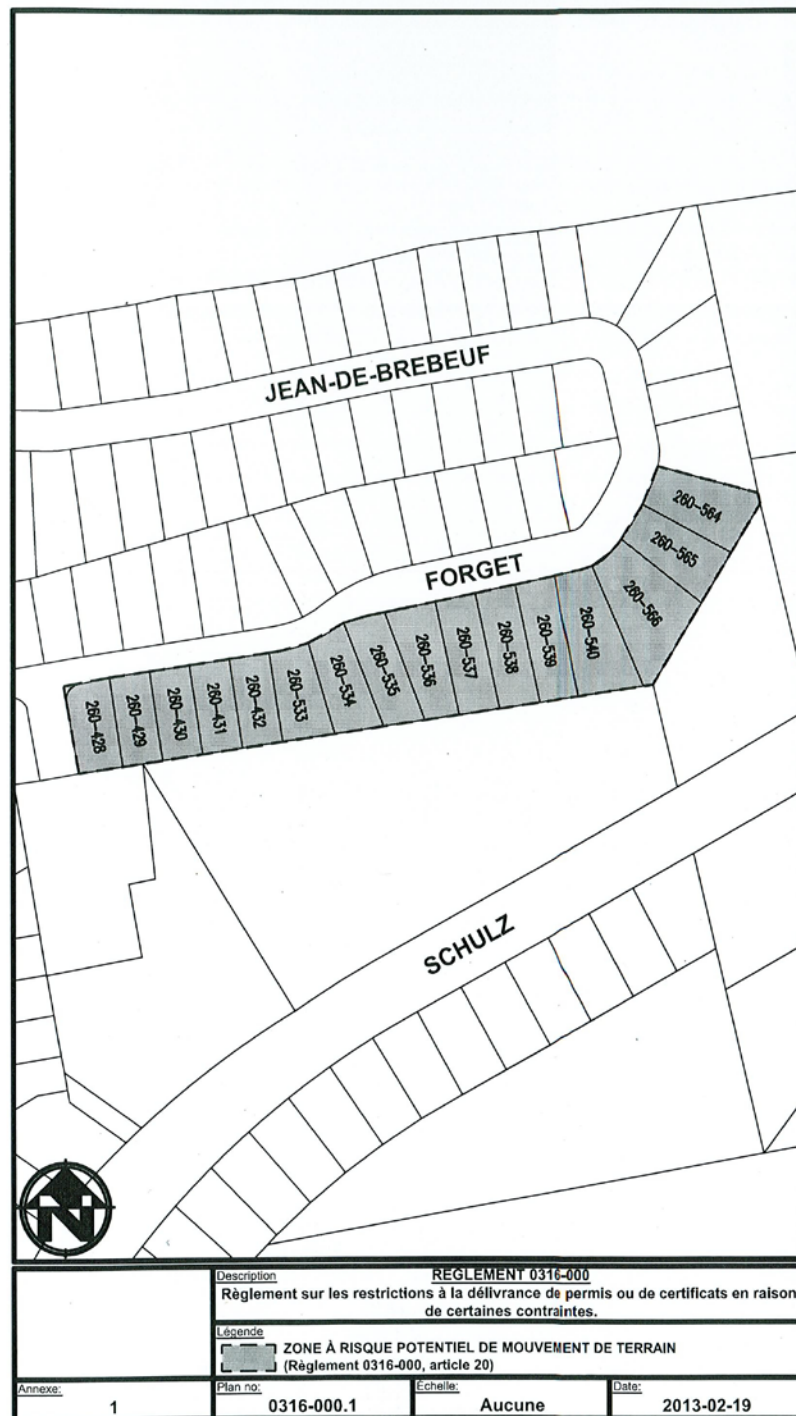 JEAN-DE-BREBEUF
FORGET
260-564
260-565
260-566
260-428
260-429
260-430
260-431
260-432
260-533
260-534
260-535
260-536
260-537
260-538
260-539
260-540
SCHULZ
N
Description
REGLEMENT 0316-000
Règlement sur les restrictions à la délivrance de permis ou de certificats en raison
de certaines contraintes.
Légende
ZONE À RISQUE POTENTIEL DE MOUVEMENT DE TERRAIN
(Règlement 0316-000, article 20)
Annexe:
1
Plan no:
0316-000.1
Échelle:
Aucune
Date:
2013-02-19